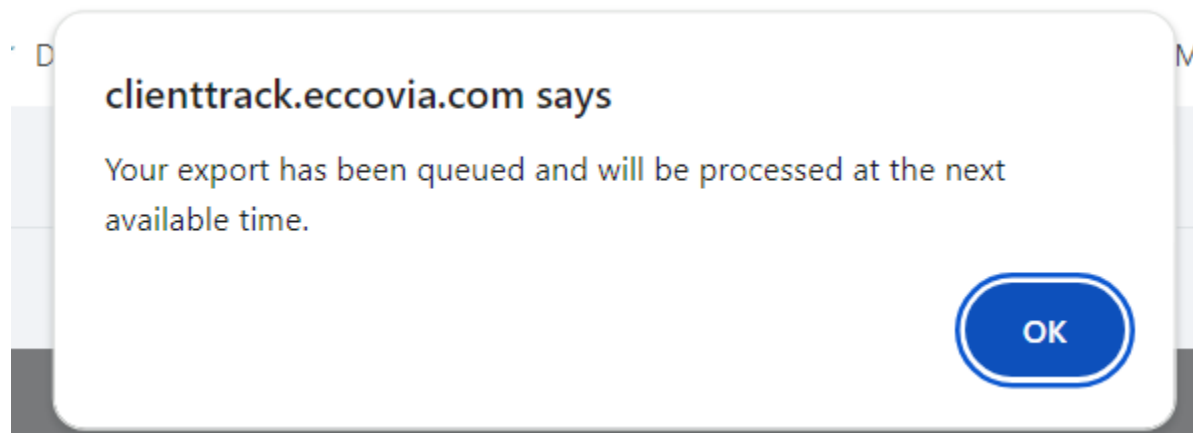 D
M
clienttrack.eccovia.com says
Your export has been queued and will be processed at the next
available time.
OK